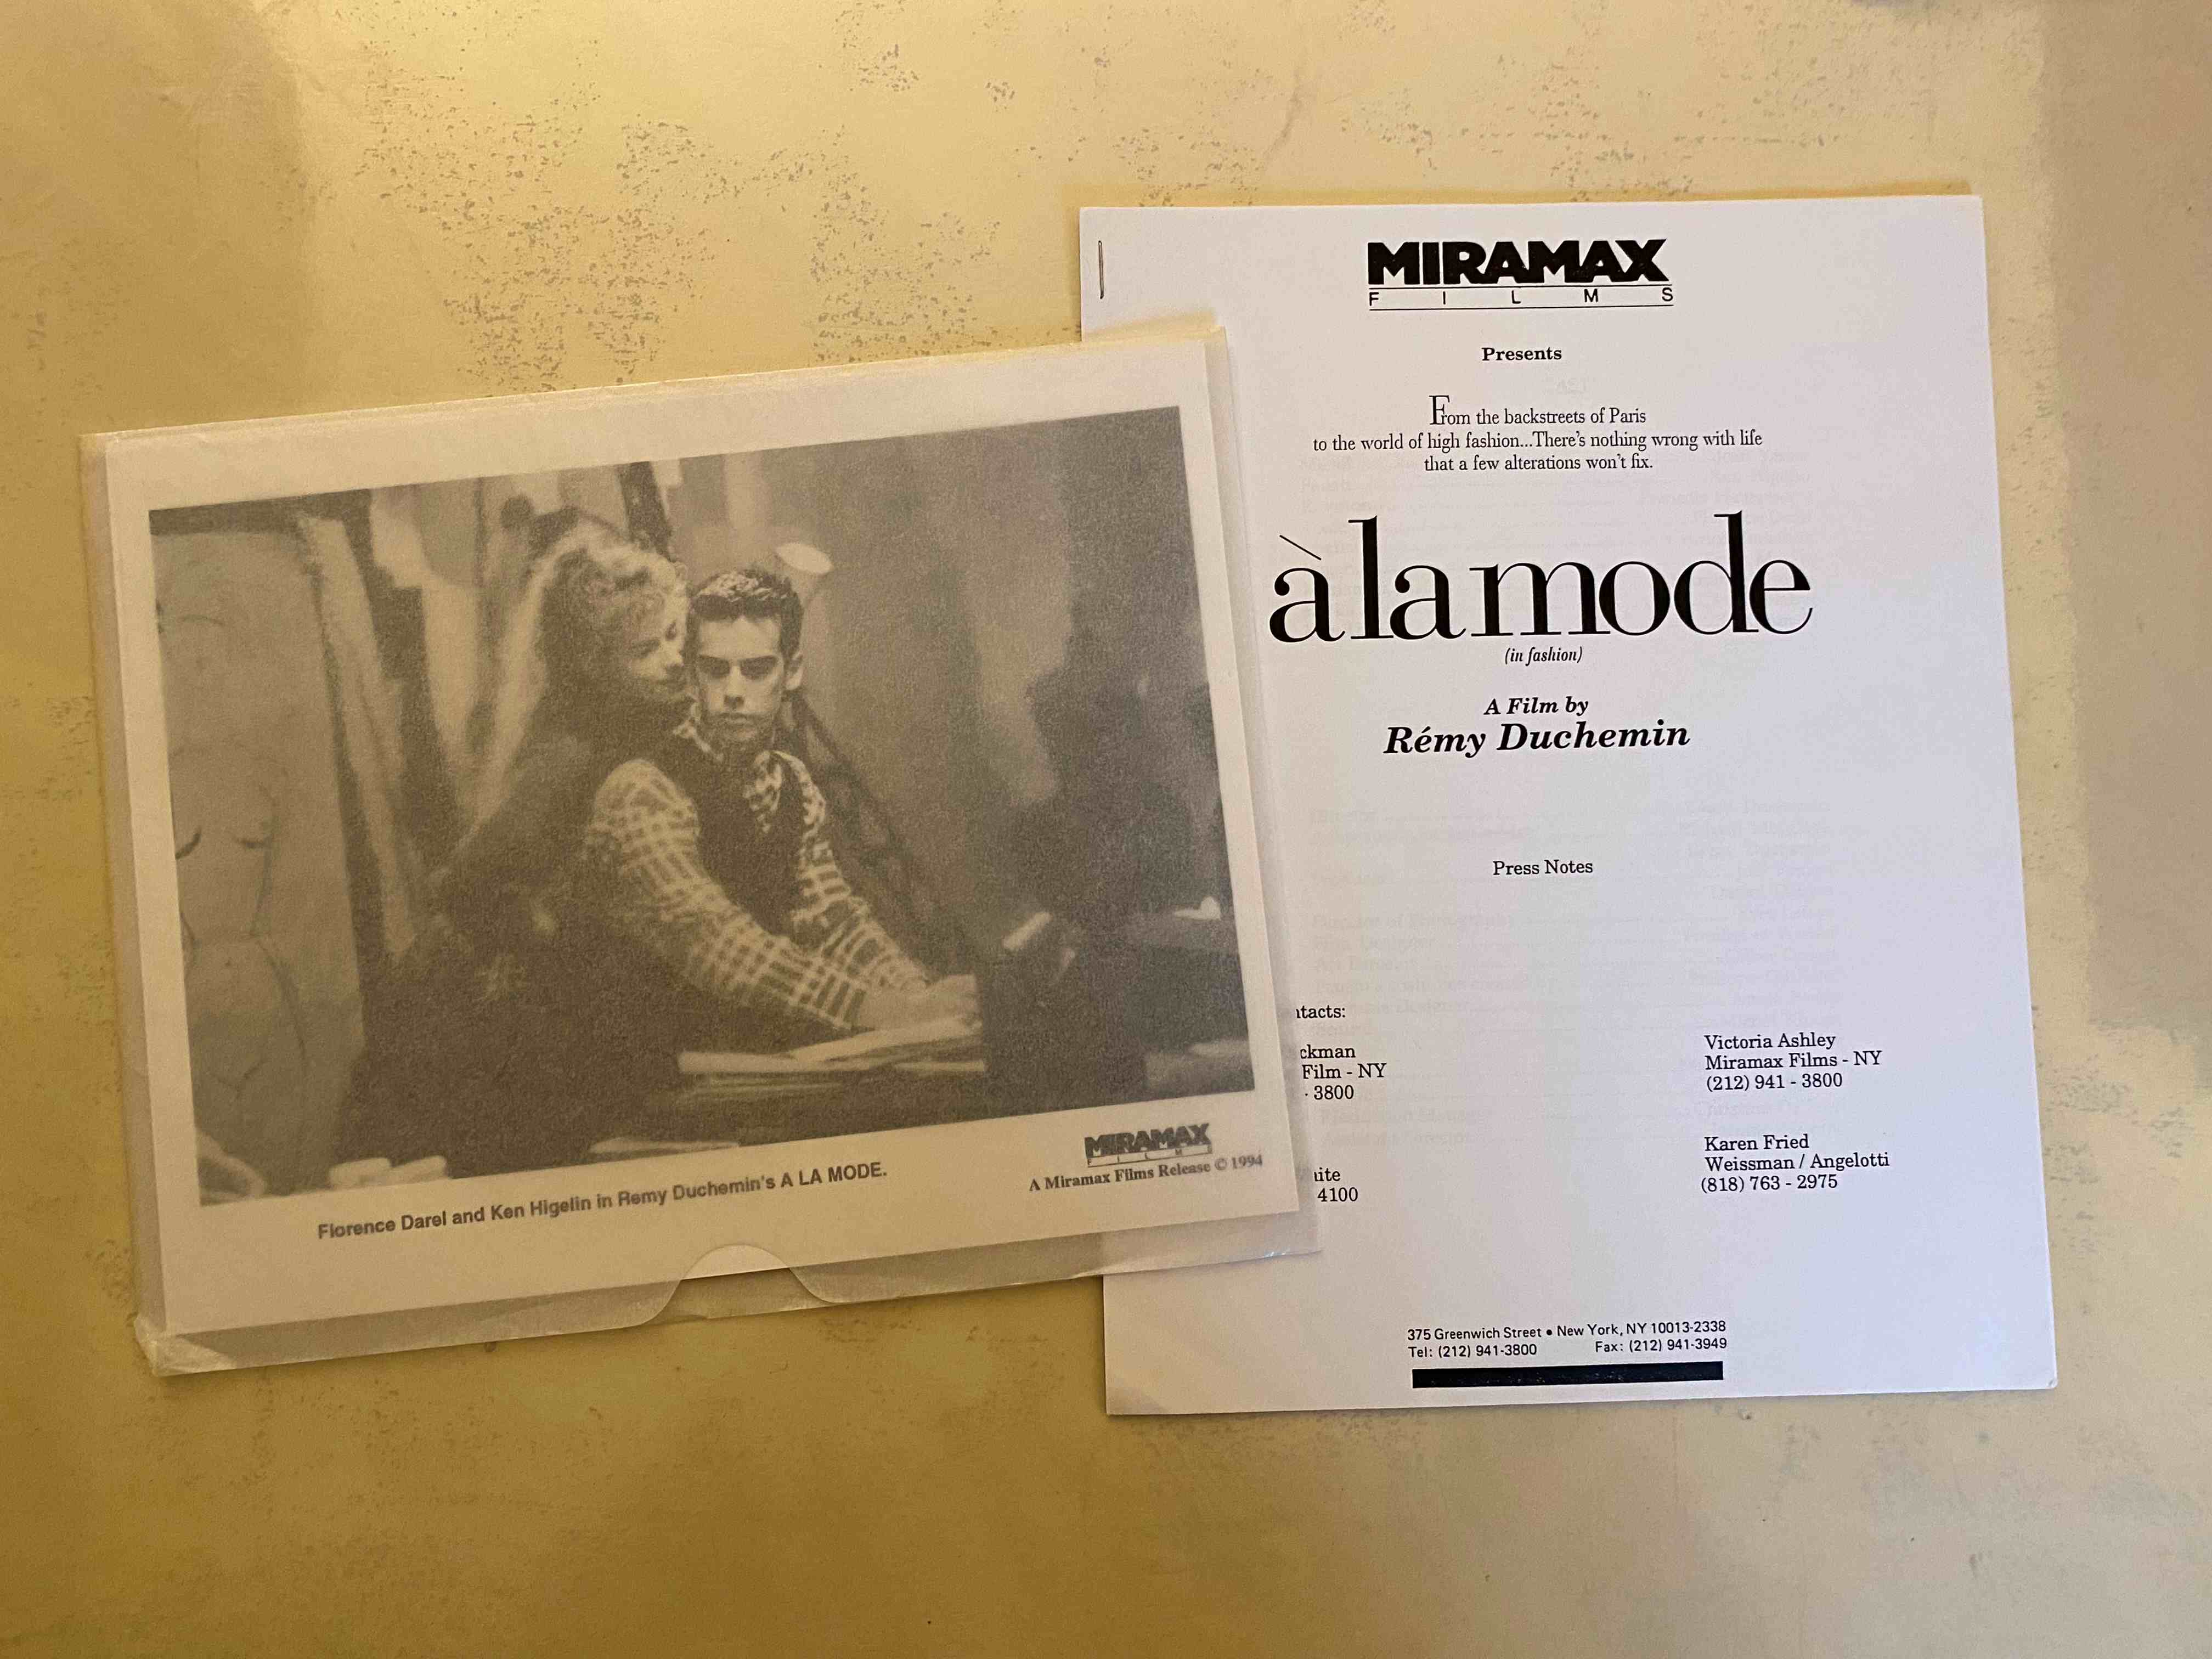 Florence Darel and Ken Higelin in Remy Duchemin's A LA MODE.
MIRAMAX
FILMS
A Miramax Films Release © 1994
MIRAMAX
FILMS
Presents
From the backstreets of Paris
to the world of high fashion...There's nothing wrong with life
that a few alterations won't fix.
à la mode
(in fashion)
A Film by
Rémy Duchemin
Press Notes
tacts:
ckman
Film - NY
- 3800
uite
4100
Victoria Ashley
Miramax Films - NY
(212) 941 - 3800
Karen Fried
Weissman / Angelotti
(818) 763 - 2975
375 Greenwich Street • New York, NY 10013-2338
Tel: (212) 941-3800 Fax: (212) 941-3949